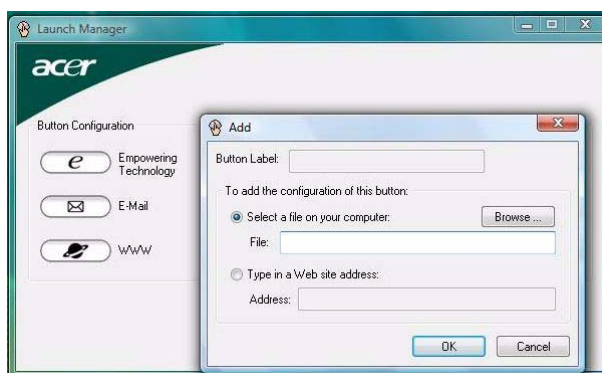 Launch Manager
acer
Button Configuration
e
Empowering
Technology
E-Mail
WWW
Add
Button Label:
To add the configuration of this button:
Select a file on your computer:
Browse ...
File:
Type in a Web site address:
Address:
OK
Cancel